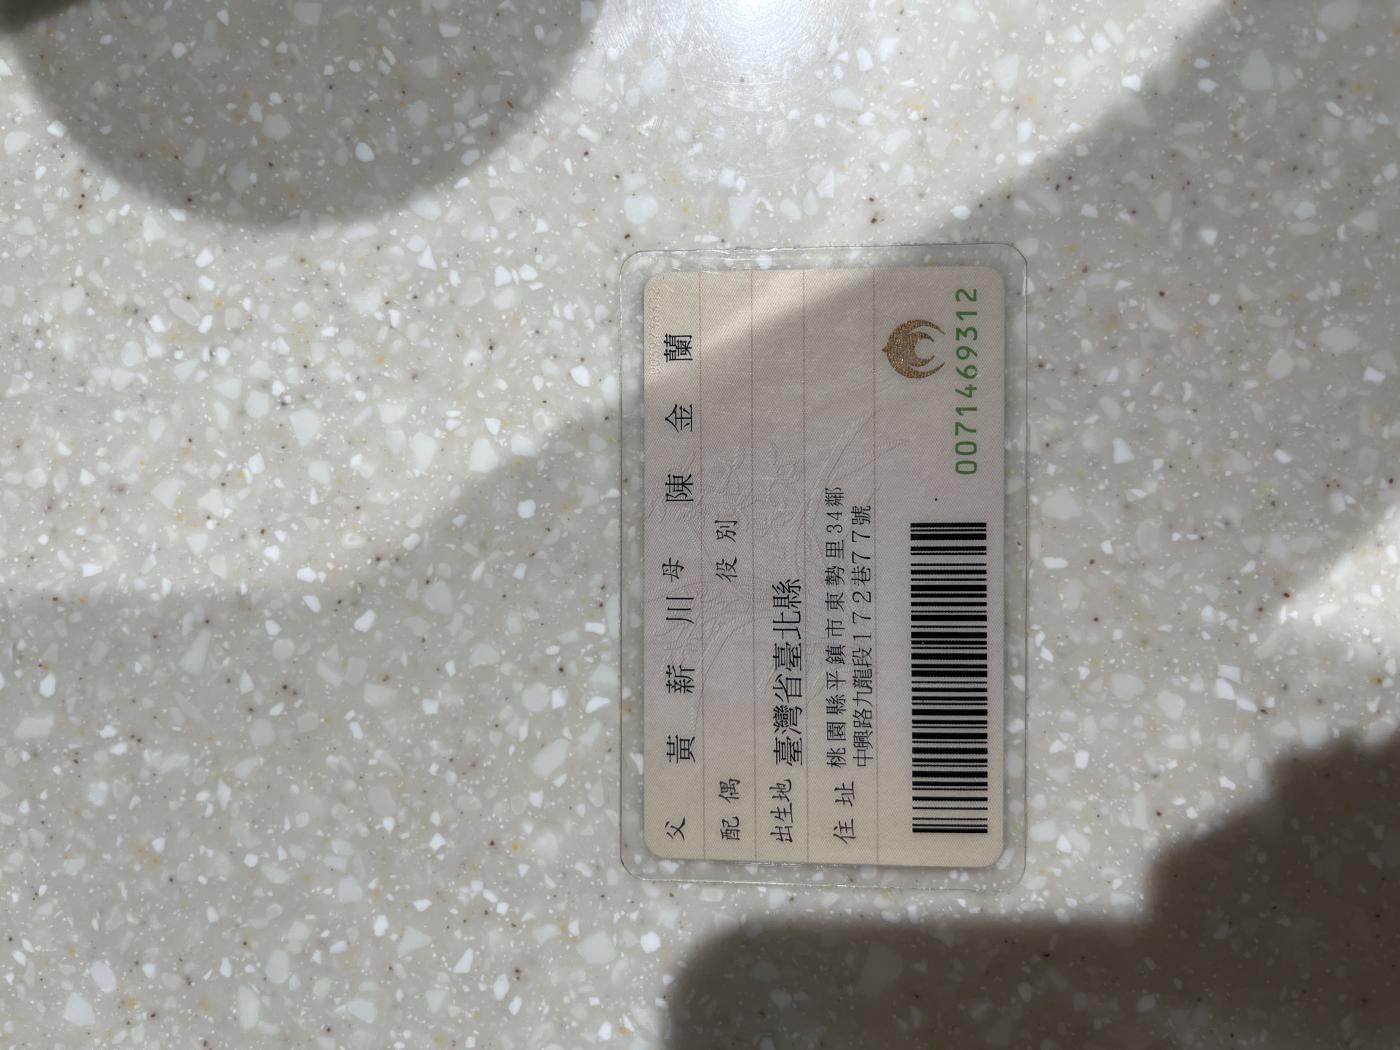 父 黃薪川 母 陳金蘭
配偶 役別
出生地 臺灣省臺北縣
住址 桃園縣平鎮市東勢里34鄰
中興路九龍段172巷77號
0071469312